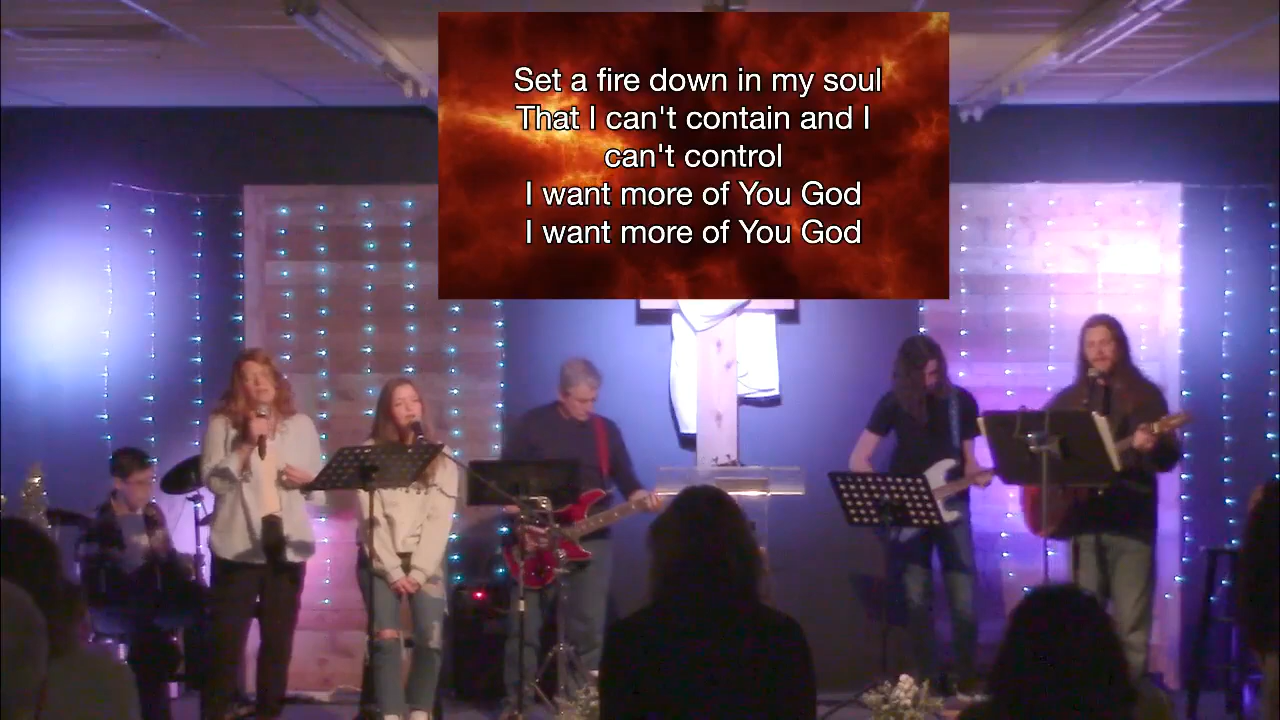 Set a fire down in my soul
That I can't contain and I
can't control
I want more of You God
I want more of You God